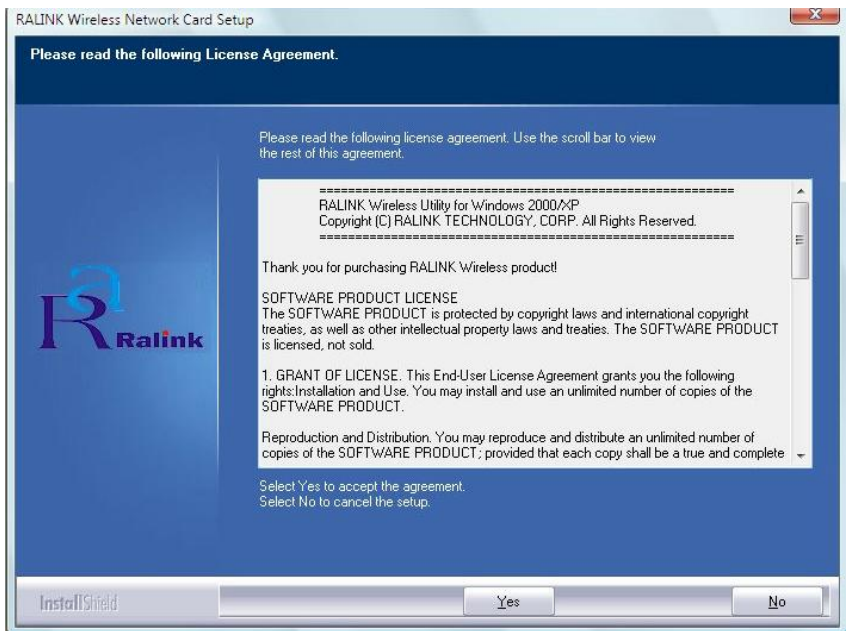 RALINK Wireless Network Card Setup
Please read the following License Agreement.
Please read the following license agreement. Use the scroll bar to view
the rest of this agreement.
==========================================================
RALINK Wireless Utility for Windows 2000/XP
Copyright (C) RALINK TECHNOLOGY, CORP. All Rights Reserved.
==========================================================
Thank you for purchasing RALINK Wireless product!
SOFTWARE PRODUCT LICENSE
The SOFTWARE PRODUCT is protected by copyright laws and international copyright
treaties, as well as other intellectual property laws and treaties. The SOFTWARE PRODUCT
is licensed, not sold.
1. GRANT OF LICENSE. This End-User License Agreement grants you the following
rights:Installation and Use. You may install and use an unlimited number of copies of the
SOFTWARE PRODUCT.
Reproduction and Distribution. You may reproduce and distribute an unlimited number of
copies of the SOFTWARE PRODUCT; provided that each copy shall be a true and complete
Ralink
Select Yes to accept the agreement.
Select No to cancel the setup.
InstallShield
Yes
No